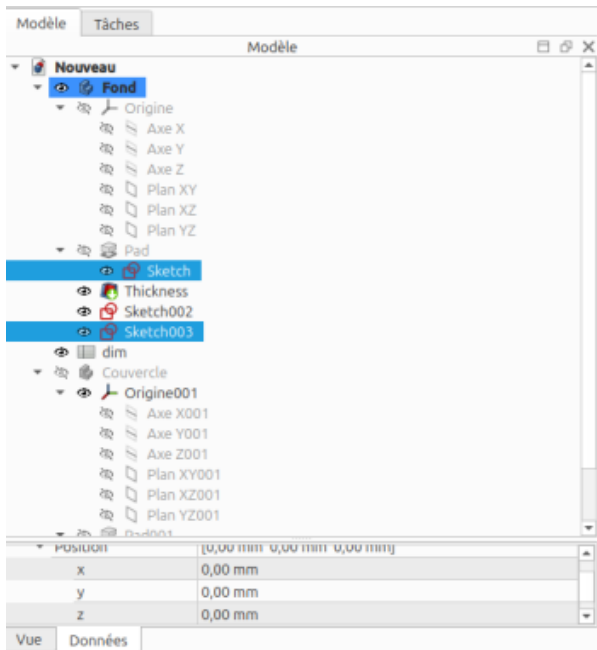 Modèle Tâches
Modèle
Nouveau
Fond
Origine
Axe X
Axe Y
Axe Z
Plan XY
Plan XZ
Plan YZ
Pad
Sketch
Thickness
Sketch002
Sketch003
dim
Couvercle
Origine001
Axe X001
Axe Y001
Axe Z001
Plan XY001
Plan XZ001
Plan YZ001
Pad001
Position [0,00 mm 0,00 mm 0,00 mm]
x 0,00 mm
y 0,00 mm
z 0,00 mm
Vue Données